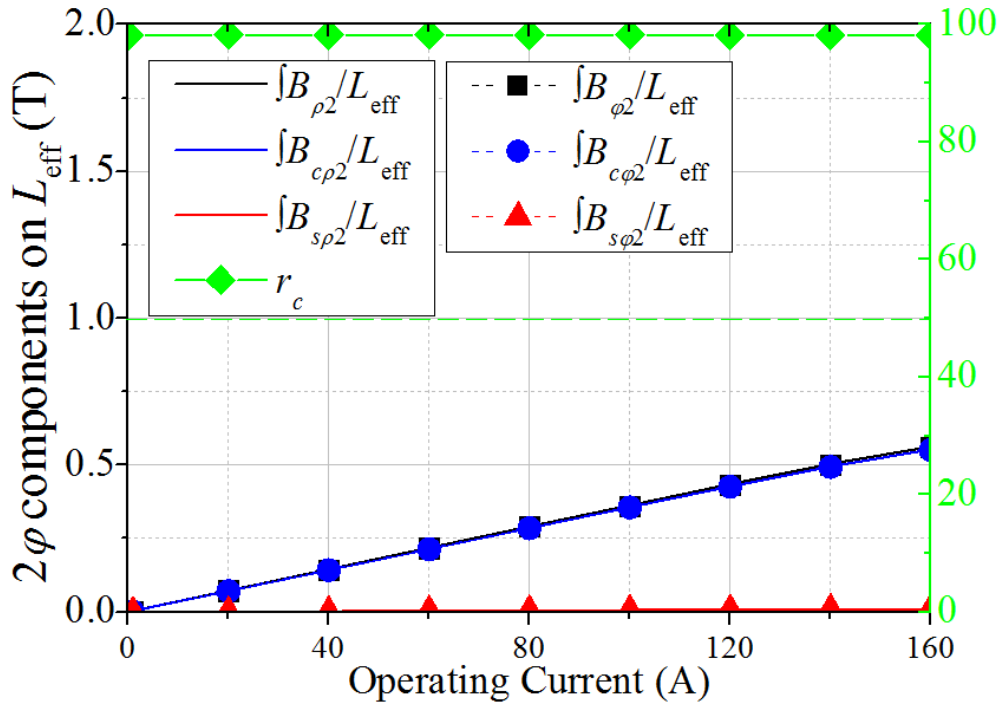 2φ components on L_eff (T)
2.0
1.5
1.0
0.5
0.0
100
80
60
40
20
0
∫B_ρ2/L_eff
∫B_cρ2/L_eff
∫B_sρ2/L_eff
r_c
∫B_φ2/L_eff
∫B_cφ2/L_eff
∫B_sφ2/L_eff
0 40 80 120 160
Operating Current (A)